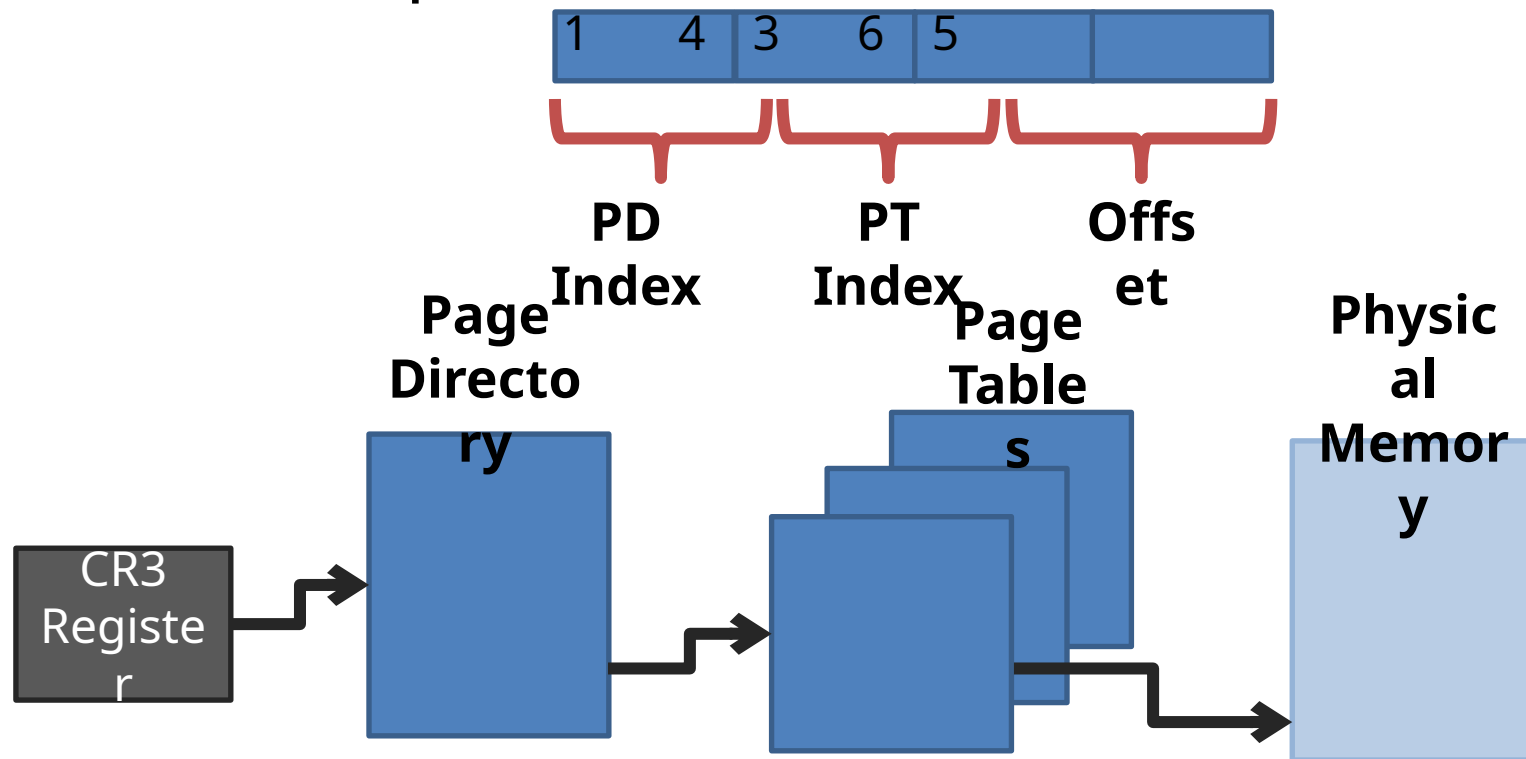 1 4 3 6 5
PD
Index
PT
Index
Offs
et
Page
Directo
ry
Page
Table
s
Physic
al
Memor
y
CR3
Registe
r